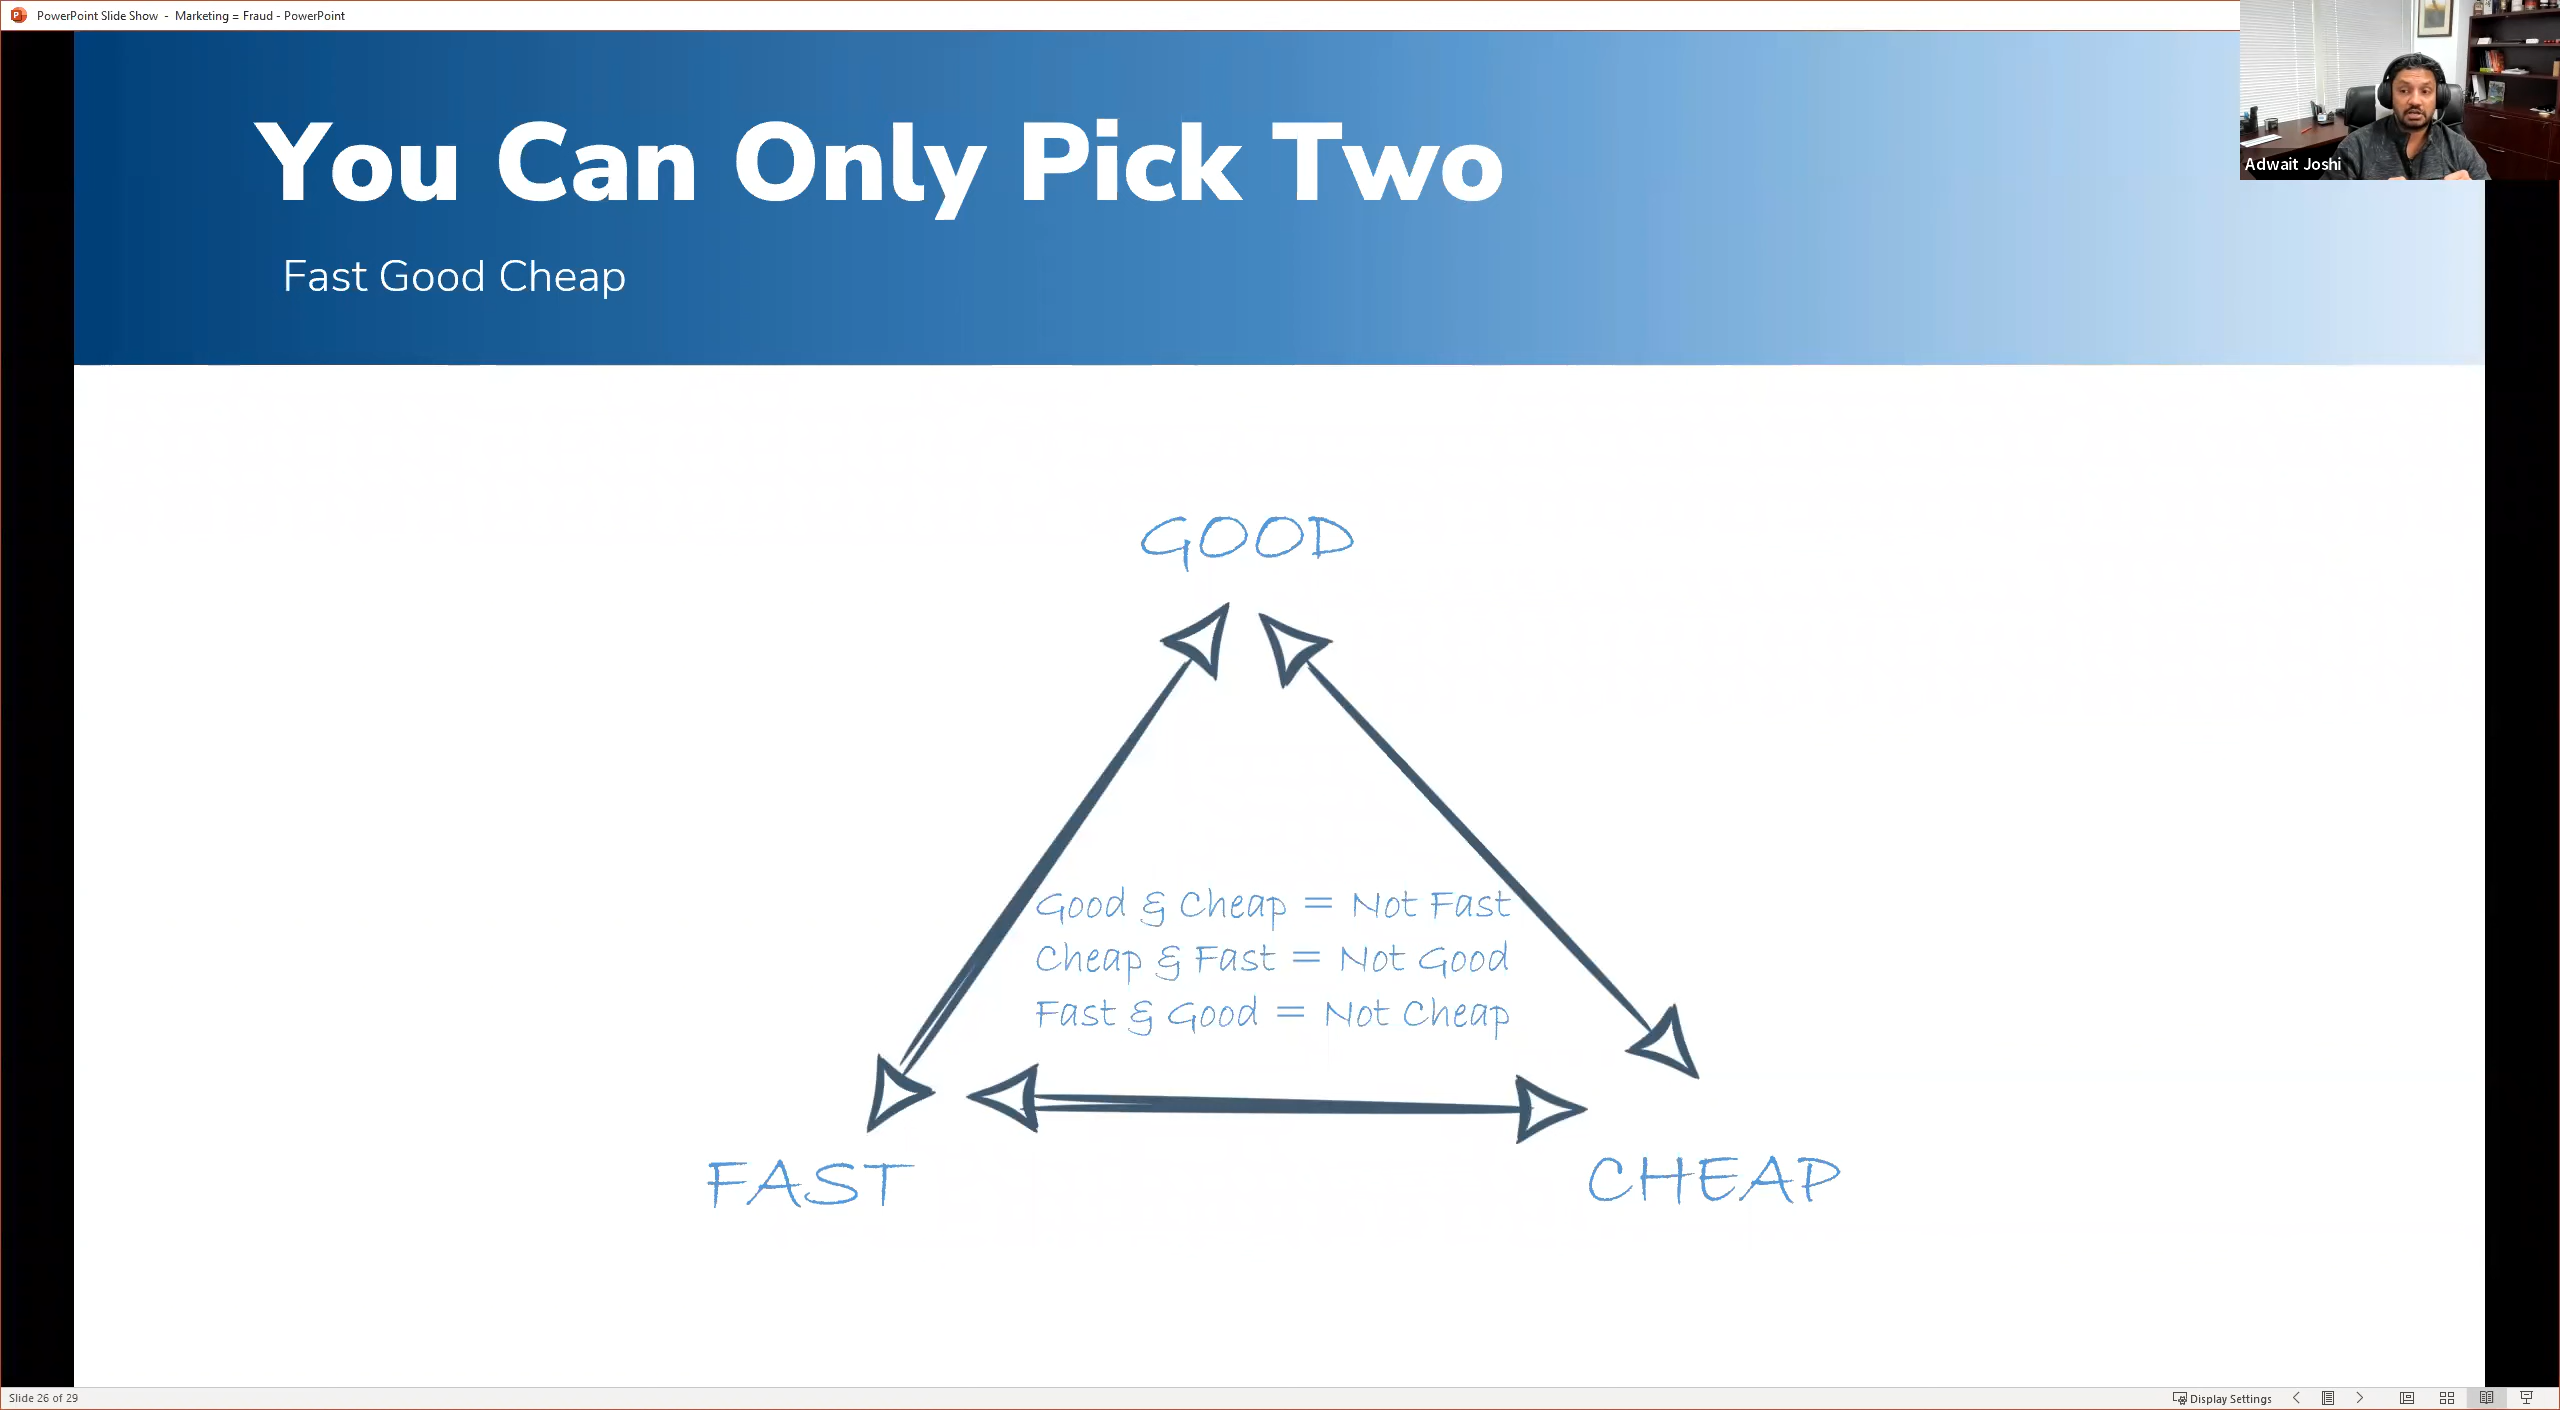 PowerPoint Slide Show - Marketing = Fraud - PowerPoint
You Can Only Pick Two
Fast Good Cheap
Adwait Joshi
GOOD
Good & Cheap = Not Fast
Cheap & Fast = Not Good
Fast & Good = Not Cheap
FAST
CHEAP
Slide 26 of 29
Display Settings